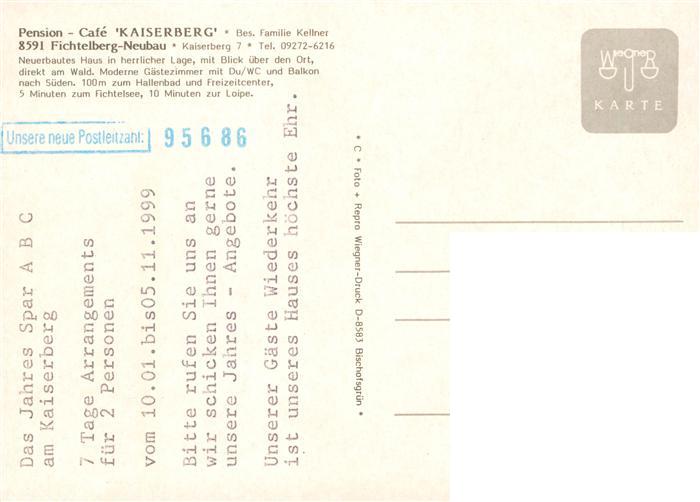 Pension - Café 'KAISERBERG' * Bes. Familie Kellner
8591 Fichtelberg-Neubau * Kaiserberg 7 * Tel. 09272-6216
Neuerbautes Haus in herrlicher Lage, mit Blick über den Ort,
direkt am Wald. Moderne Gästezimmer mit Du/WC und Balkon
nach Süden. 100m zum Hallenbad und Freizeitcenter,
5 Minuten zum Fichtelsee, 10 Minuten zur Loipe.
Unsere neue Postleitzahl: 95686
Das Jahres Spar A B C
am Kaiserberg
7 Tage Arrangements
für 2 Personen
vom 10.01.bis05.11.1999
Bitte rufen Sie uns an
wir schicken Ihnen gerne
unsere Jahres - Angebote.
Unserer Gäste Wiederkehr
ist unseres Hauses höchste Ehr.
* C * Foto + Repro Wiegner-Druck D-8583 Bischofsgrün *
WIEGNER
KARTE